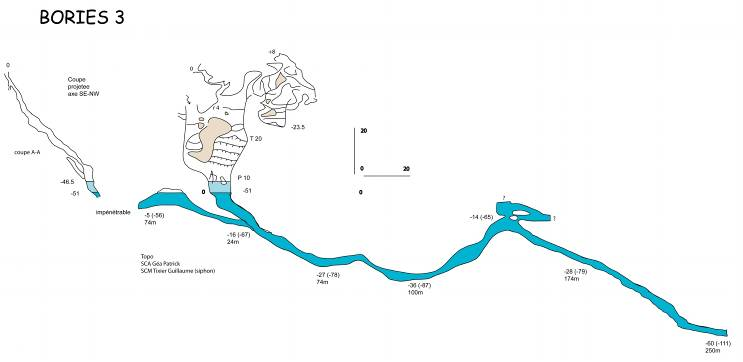 BORIES 3
+8
0
0
Coupe
projetee
axe SE-NW
r 4
-23.5
20
T 20
coupe A-A
0
20
P 10
-46.5
-51
0
-51
0
impénétrable
?
-5 (-56)
74m
-14 (-65)
?
-16 (-67)
24m
Topo
SCA Géa Patrick
SCM Tixier Guillaume (siphon)
-27 (-78)
74m
-28 (-79)
174m
-36 (-87)
100m
-60 (-111)
250m